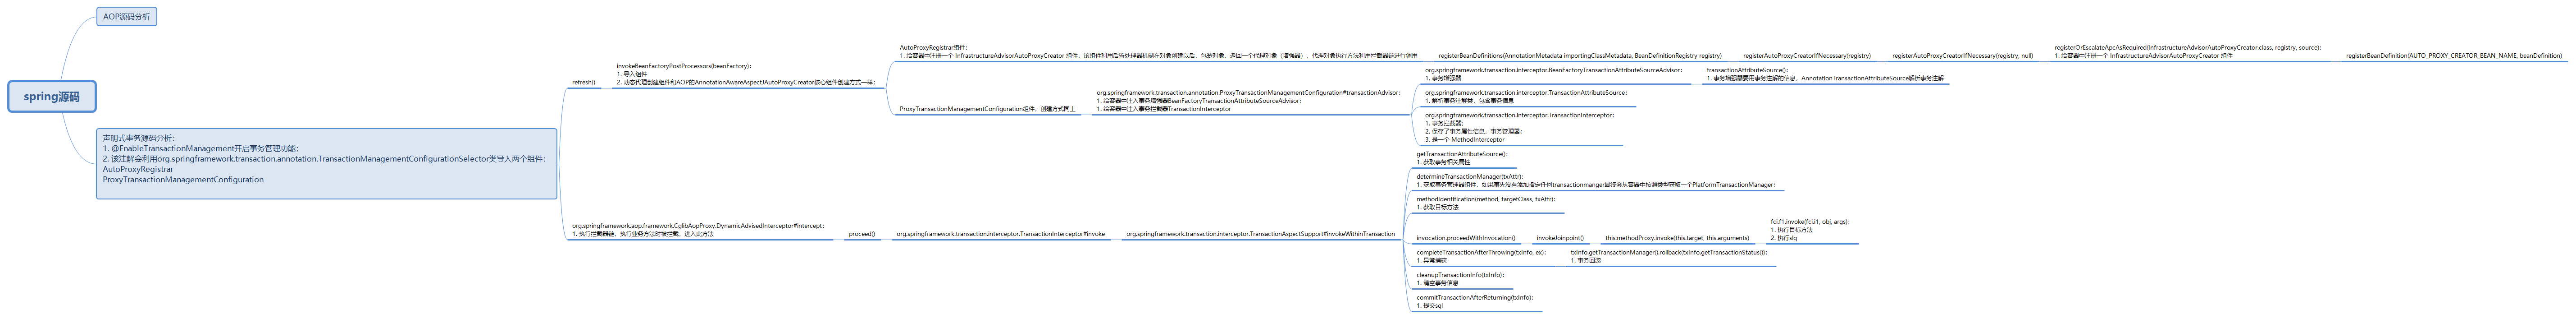 spring源码
AOP源码分析
声明式事务源码分析：
1. @EnableTransactionManagement开启事务管理功能；
2. 该注解会利用org.springframework.transaction.annotation.TransactionManagementConfigurationSelector类导入两个组件：
AutoProxyRegistrar
ProxyTransactionManagementConfiguration
refresh()
invokeBeanFactoryPostProcessors(beanFactory)：
1. 导入组件
2. 动态代理创建组件和AOP的AnnotationAwareAspectJAutoProxyCreator核心组件创建方式一样；
AutoProxyRegistrar组件：
1. 给容器中注册一个 InfrastructureAdvisorAutoProxyCreator 组件，该组件利用后置处理器机制在对象创建以后，包装对象，返回一个代理对象（增强器），代理对象执行方法利用拦截器链进行调用
registerBeanDefinitions(AnnotationMetadata importingClassMetadata, BeanDefinitionRegistry registry)
registerAutoProxyCreatorIfNecessary(registry)
registerAutoProxyCreatorIfNecessary(registry, null)
registerOrEscalateApcAsRequired(InfrastructureAdvisorAutoProxyCreator.class, registry, source)：
1. 给容器中注册一个 InfrastructureAdvisorAutoProxyCreator 组件
registerBeanDefinition(AUTO_PROXY_CREATOR_BEAN_NAME, beanDefinition)
ProxyTransactionManagementConfiguration组件，创建方式同上
org.springframework.transaction.annotation.ProxyTransactionManagementConfiguration#transactionAdvisor：
1. 给容器中注入事务增强器BeanFactoryTransactionAttributeSourceAdvisor；
1. 给容器中注入事务拦截器TransactionInterceptor
org.springframework.transaction.interceptor.BeanFactoryTransactionAttributeSourceAdvisor：
1. 事务增强器
transactionAttributeSource()：
1. 事务增强器要用事务注解的信息，AnnotationTransactionAttributeSource解析事务注解
org.springframework.transaction.interceptor.TransactionAttributeSource：
1. 解析事务注解类，包含事务信息
org.springframework.transaction.interceptor.TransactionInterceptor：
1. 事务拦截器；
2. 保存了事务属性信息，事务管理器；
3. 是一个 MethodInterceptor
org.springframework.aop.framework.CglibAopProxy.DynamicAdvisedInterceptor#intercept：
1. 执行拦截器链，执行业务方法时被拦截，进入此方法
proceed()
org.springframework.transaction.interceptor.TransactionInterceptor#invoke
org.springframework.transaction.interceptor.TransactionAspectSupport#invokeWithinTransaction
getTransactionAttributeSource()：
1. 获取事务相关属性
determineTransactionManager(txAttr)：
1. 获取事务管理器组件，如果事先没有添加指定任何transactionmanger最终会从容器中按照类型获取一个PlatformTransactionManager；
methodIdentification(method, targetClass, txAttr)：
1. 获取目标方法
invocation.proceedWithInvocation()
invokeJoinpoint()
this.methodProxy.invoke(this.target, this.arguments)
fci.f1.invoke(fci.i1, obj, args)：
1. 执行目标方法
2. 执行slq
completeTransactionAfterThrowing(txInfo, ex)：
1. 异常捕获
txInfo.getTransactionManager().rollback(txInfo.getTransactionStatus())：
1. 事务回滚
cleanupTransactionInfo(txInfo)：
1. 清空事务信息
commitTransactionAfterReturning(txInfo)：
1. 提交sql